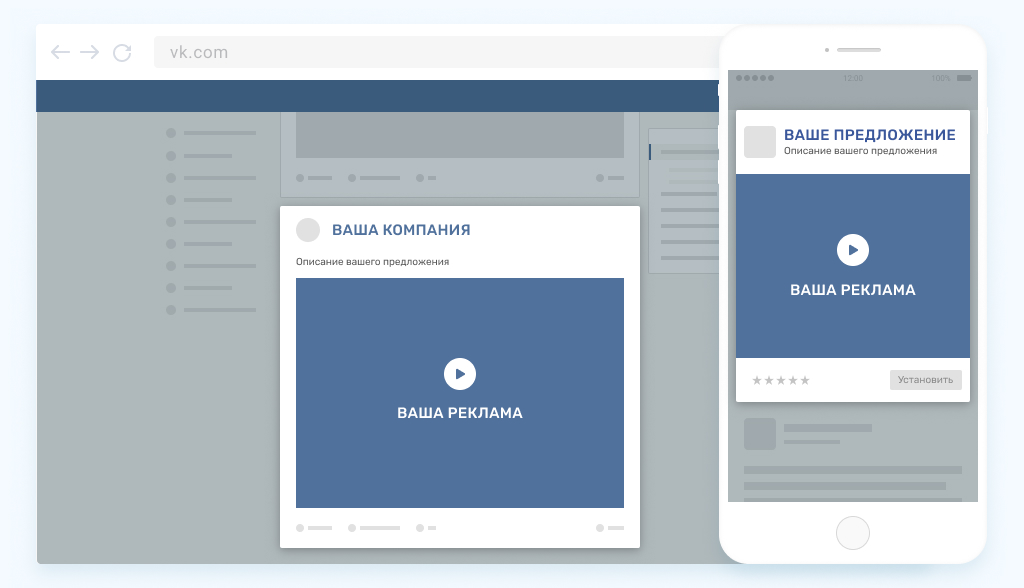 vk.com
ВАША КОМПАНИЯ
Описание вашего предложения
ВАША РЕКЛАМА
12:00
100%
ВАШЕ ПРЕДЛОЖЕНИЕ
Описание вашего предложения
ВАША РЕКЛАМА
Установить